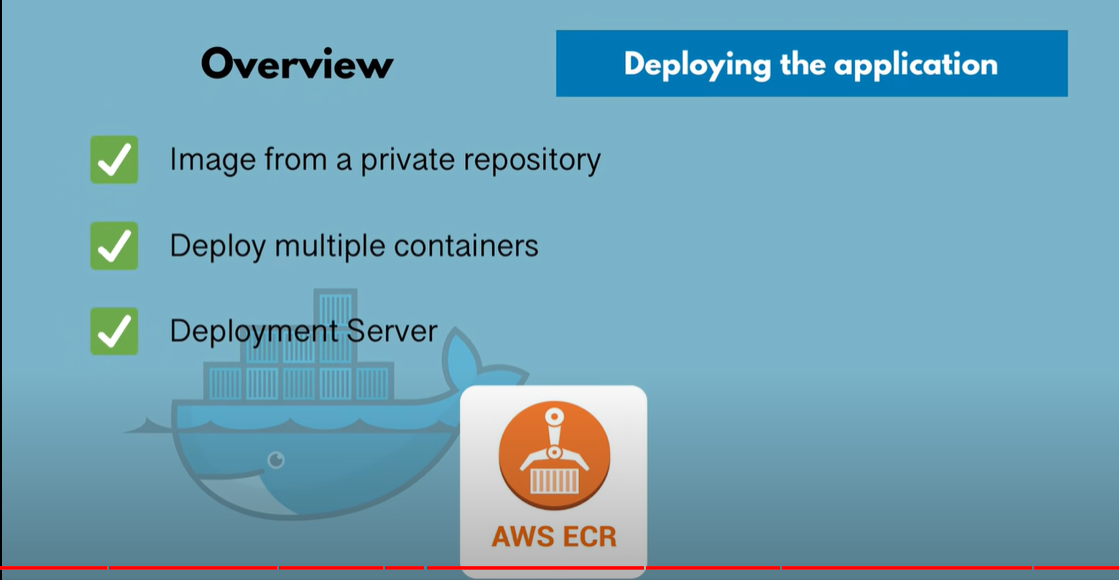 Overview
Deploying the application
Image from a private repository
Deploy multiple containers
Deployment Server
AWS ECR